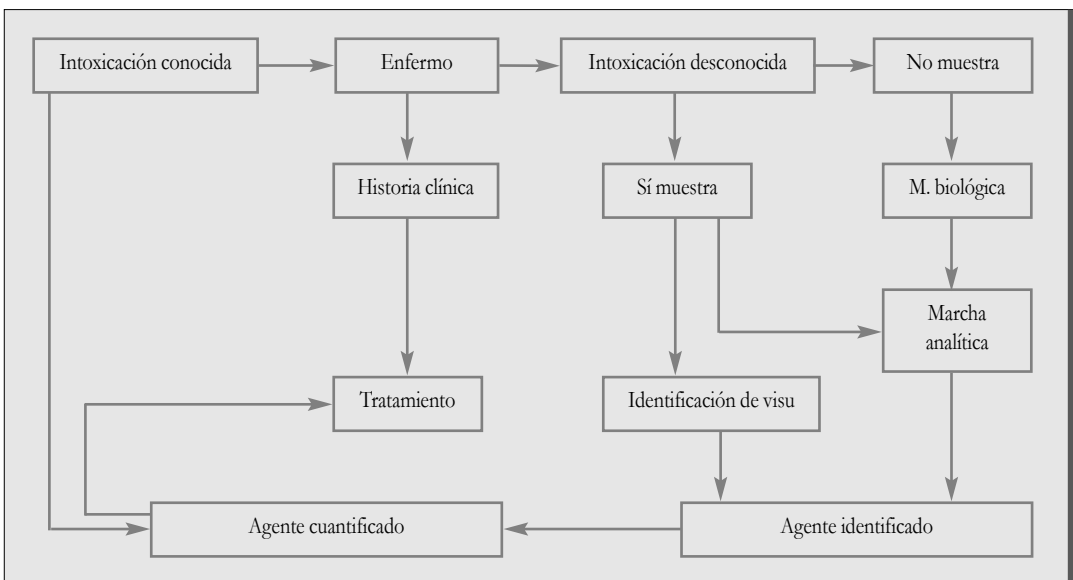 Intoxicación conocida
Enfermo
Intoxicación desconocida
No muestra
Historia clínica
Sí muestra
M. biológica
Marcha
analítica
Tratamiento
Identificación de visu
Agente cuantificado
Agente identificado